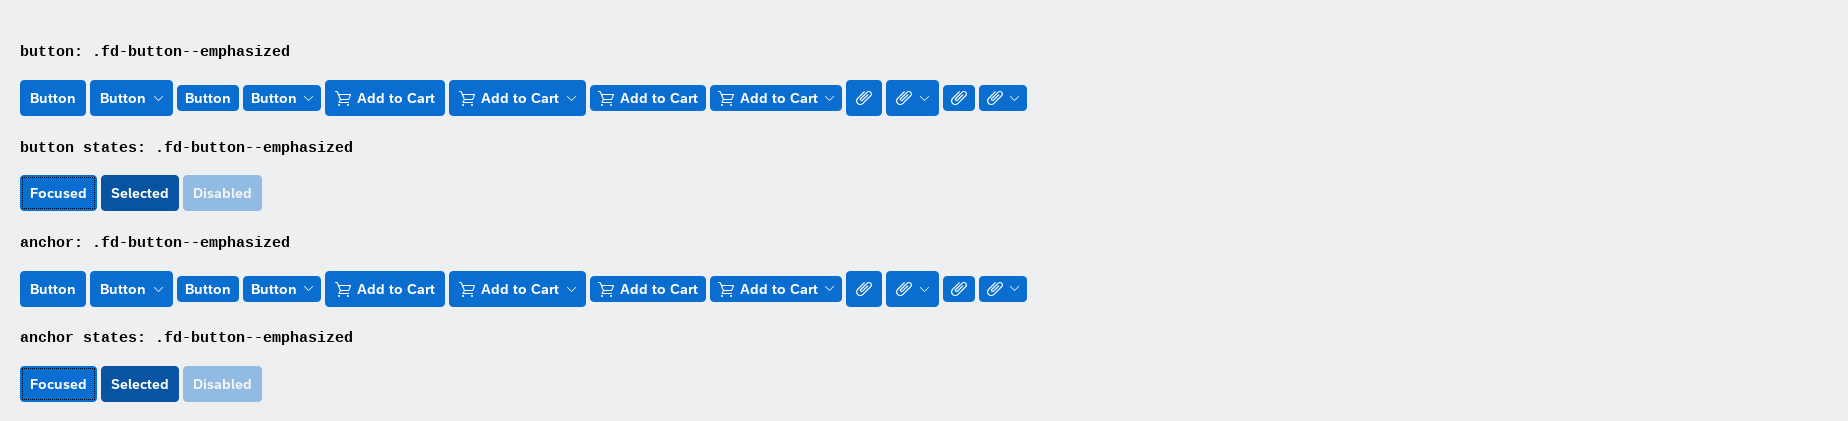 button: .fd-button--emphasized
Button Button Button Button Add to Cart Add to Cart Add to Cart Add to Cart
button states: .fd-button--emphasized
Focused Selected Disabled
anchor: .fd-button--emphasized
Button Button Button Button Add to Cart Add to Cart Add to Cart Add to Cart
anchor states: .fd-button--emphasized
Focused Selected Disabled